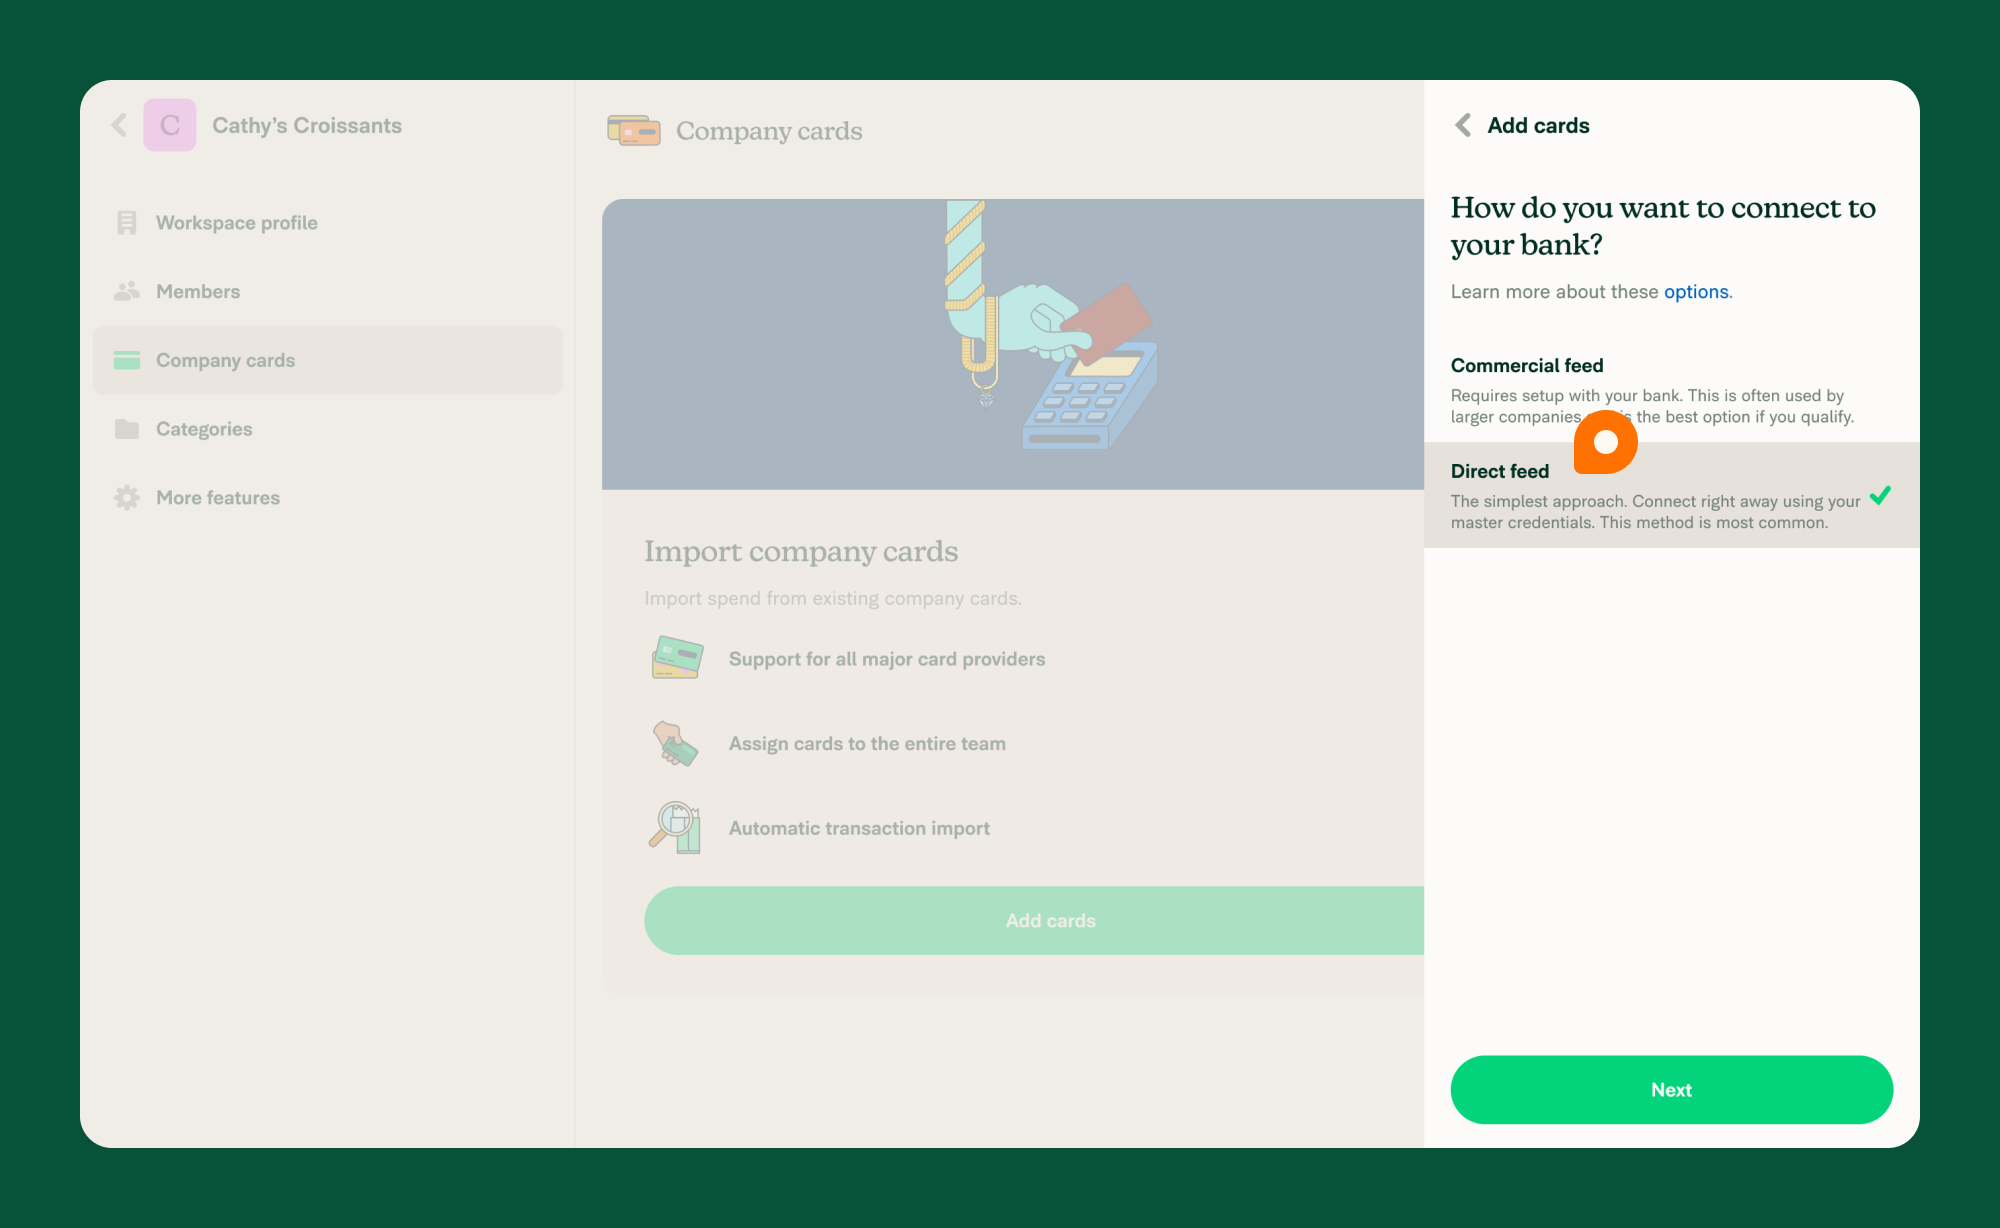 C
Cathy's Croissants
Workspace profile
Members
Company cards
Categories
More features
Company cards
Import company cards
Import spend from existing company cards.
Support for all major card providers
Assign cards to the entire team
Automatic transaction import
Add cards
Add cards
How do you want to connect to
your bank?
Learn more about these options.
Commercial feed
Requires setup with your bank. This is often used by
larger companies is the best option if you qualify.
Direct feed
The simplest approach. Connect right away using your
master credentials. This method is most common.
Next